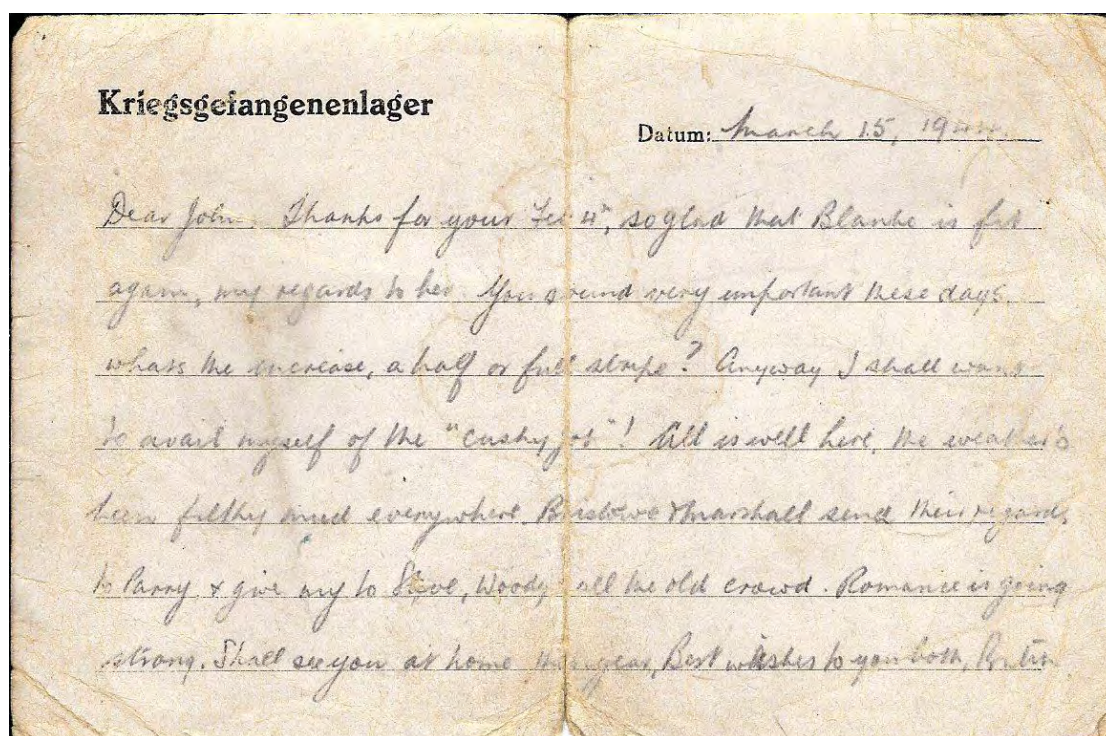 Kriegsgefangenenlager
Datum: March 15, 1944.
Dear John. Thanks for your Feb 4th, so glad that Blanche is fit
again, my regards to her. You sound very important these days.
whats the increase, a half or full stripe? Anyway I shall want
to avail myself of the "cushy job"! All is well here, the weather's
been filthy mud everywhere. Bristowe & Marshall send their regards
to Parry & give my to Steve, Woody all the old crowd. Romance is going
strong. Shall see you at home this year, Best wishes to you both,